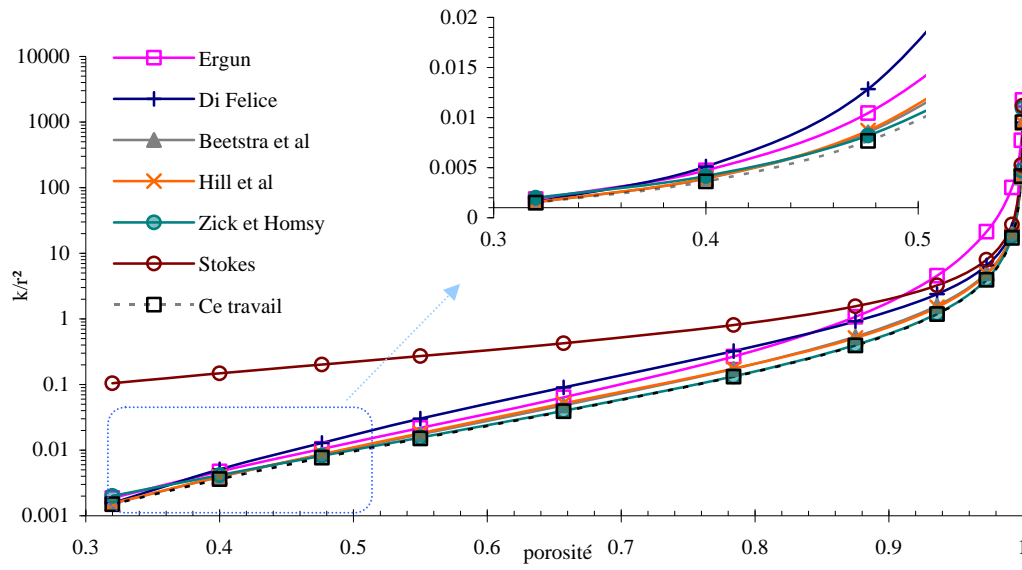 0.02
0.015
0.01
0.005
0
0.3
0.4
0.5
10000
1000
100
10
1
0.1
0.01
0.001
k/r²
Ergun
Di Felice
Beetstra et al
Hill et al
Zick et Homsy
Stokes
Ce travail
0.3
0.4
0.5
0.6
0.7
0.8
0.9
1
porosité